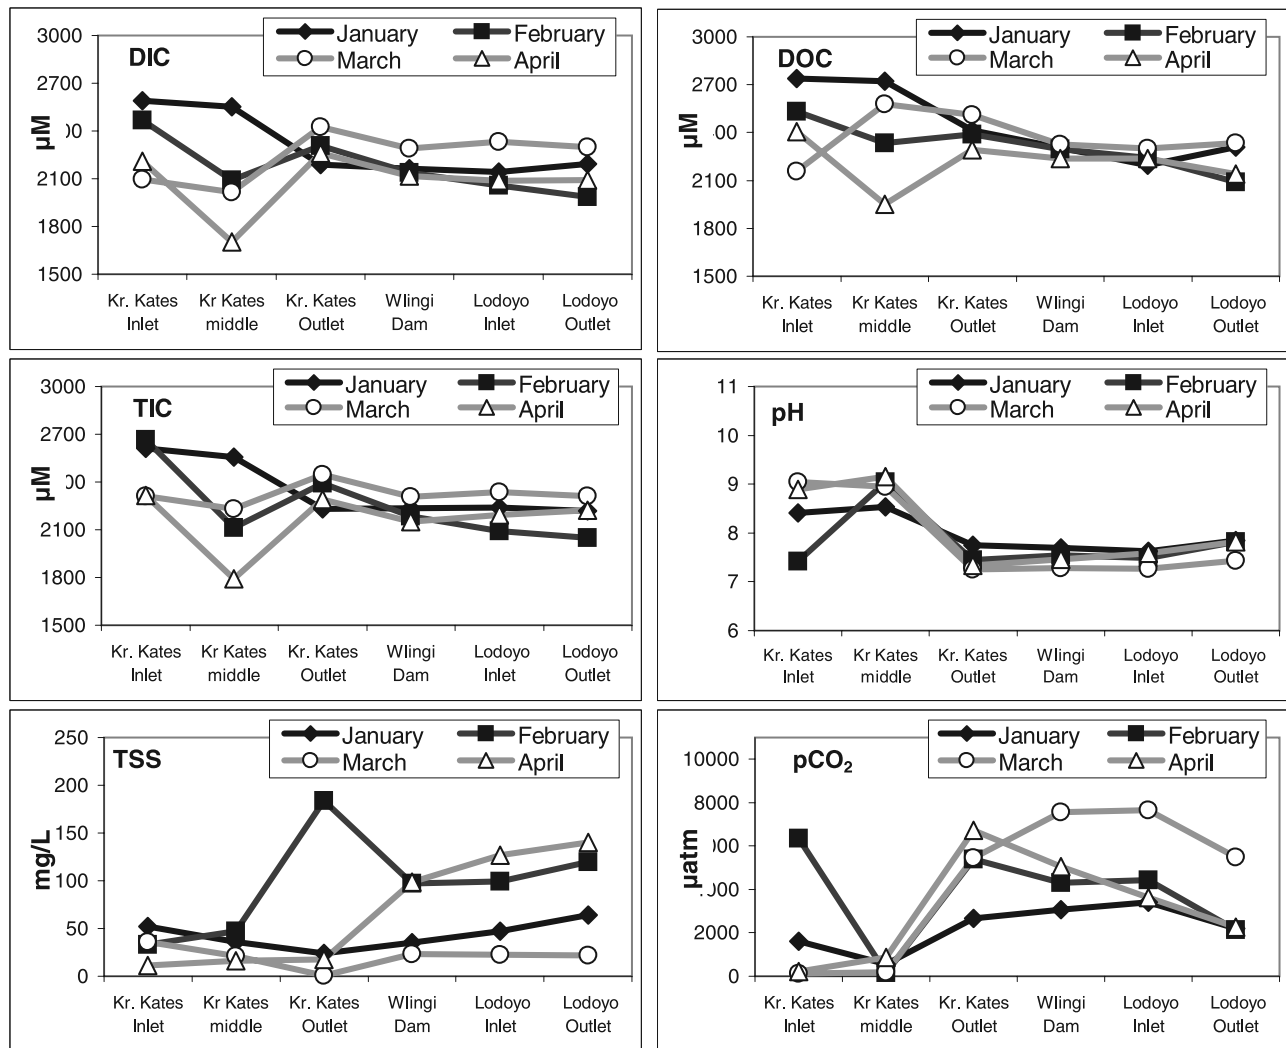 DIC
January
February
March
April
µM
3000
2700
00
2100
1800
1500
Kr. Kates Inlet
Kr Kates middle
Kr. Kates Outlet
Wlingi Dam
Lodoyo Inlet
Lodoyo Outlet
DOC
January
February
March
April
µM
3000
2700
00
2100
1800
1500
Kr. Kates Inlet
Kr Kates middle
Kr. Kates Outlet
Wlingi Dam
Lodoyo Inlet
Lodoyo Outlet
TIC
January
February
March
April
µM
3000
2700
00
2100
1800
1500
Kr. Kates Inlet
Kr Kates middle
Kr. Kates Outlet
Wlingi Dam
Lodoyo Inlet
Lodoyo Outlet
pH
January
February
March
April
11
10
9
8
7
6
Kr. Kates Inlet
Kr Kates middle
Kr. Kates Outlet
Wlingi Dam
Lodoyo Inlet
Lodoyo Outlet
TSS
January
February
March
April
mg/L
250
200
150
100
50
0
Kr. Kates Inlet
Kr Kates middle
Kr. Kates Outlet
Wlingi Dam
Lodoyo Inlet
Lodoyo Outlet
pCO₂
January
February
March
April
µatm
10000
8000
000
000
2000
0
Kr. Kates Inlet
Kr Kates middle
Kr. Kates Outlet
Wlingi Dam
Lodoyo Inlet
Lodoyo Outlet